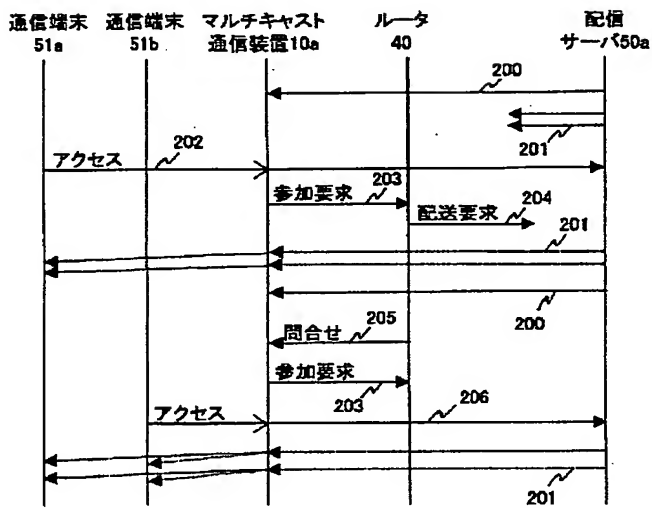 通信端末 通信端末 マルチキャスト ルータ 配信
51a 51b 通信装置10a 40 サーバ50a
200
201
アクセス 202
参加要求 203
配送要求 204
201
200
問合せ 205
参加要求
203
アクセス 206
201